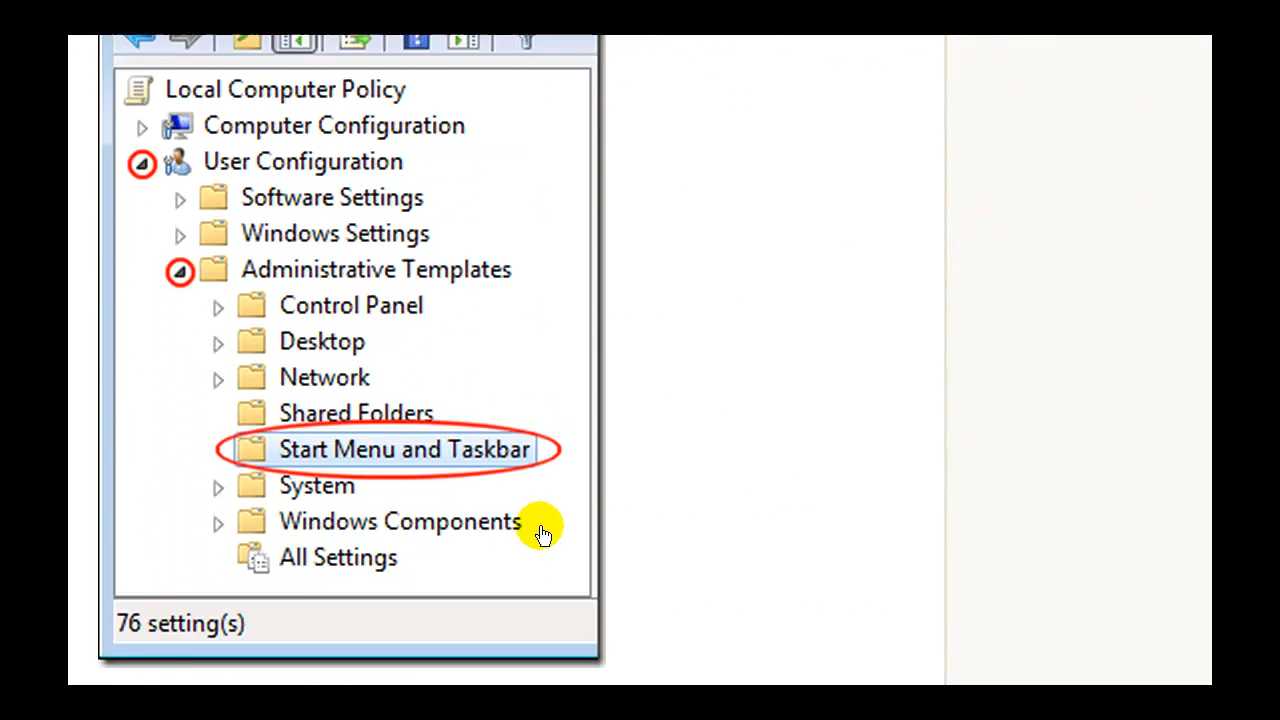 Local Computer Policy
Computer Configuration
User Configuration
Software Settings
Windows Settings
Administrative Templates
Control Panel
Desktop
Network
Shared Folders
Start Menu and Taskbar
System
Windows Components
All Settings
76 setting(s)